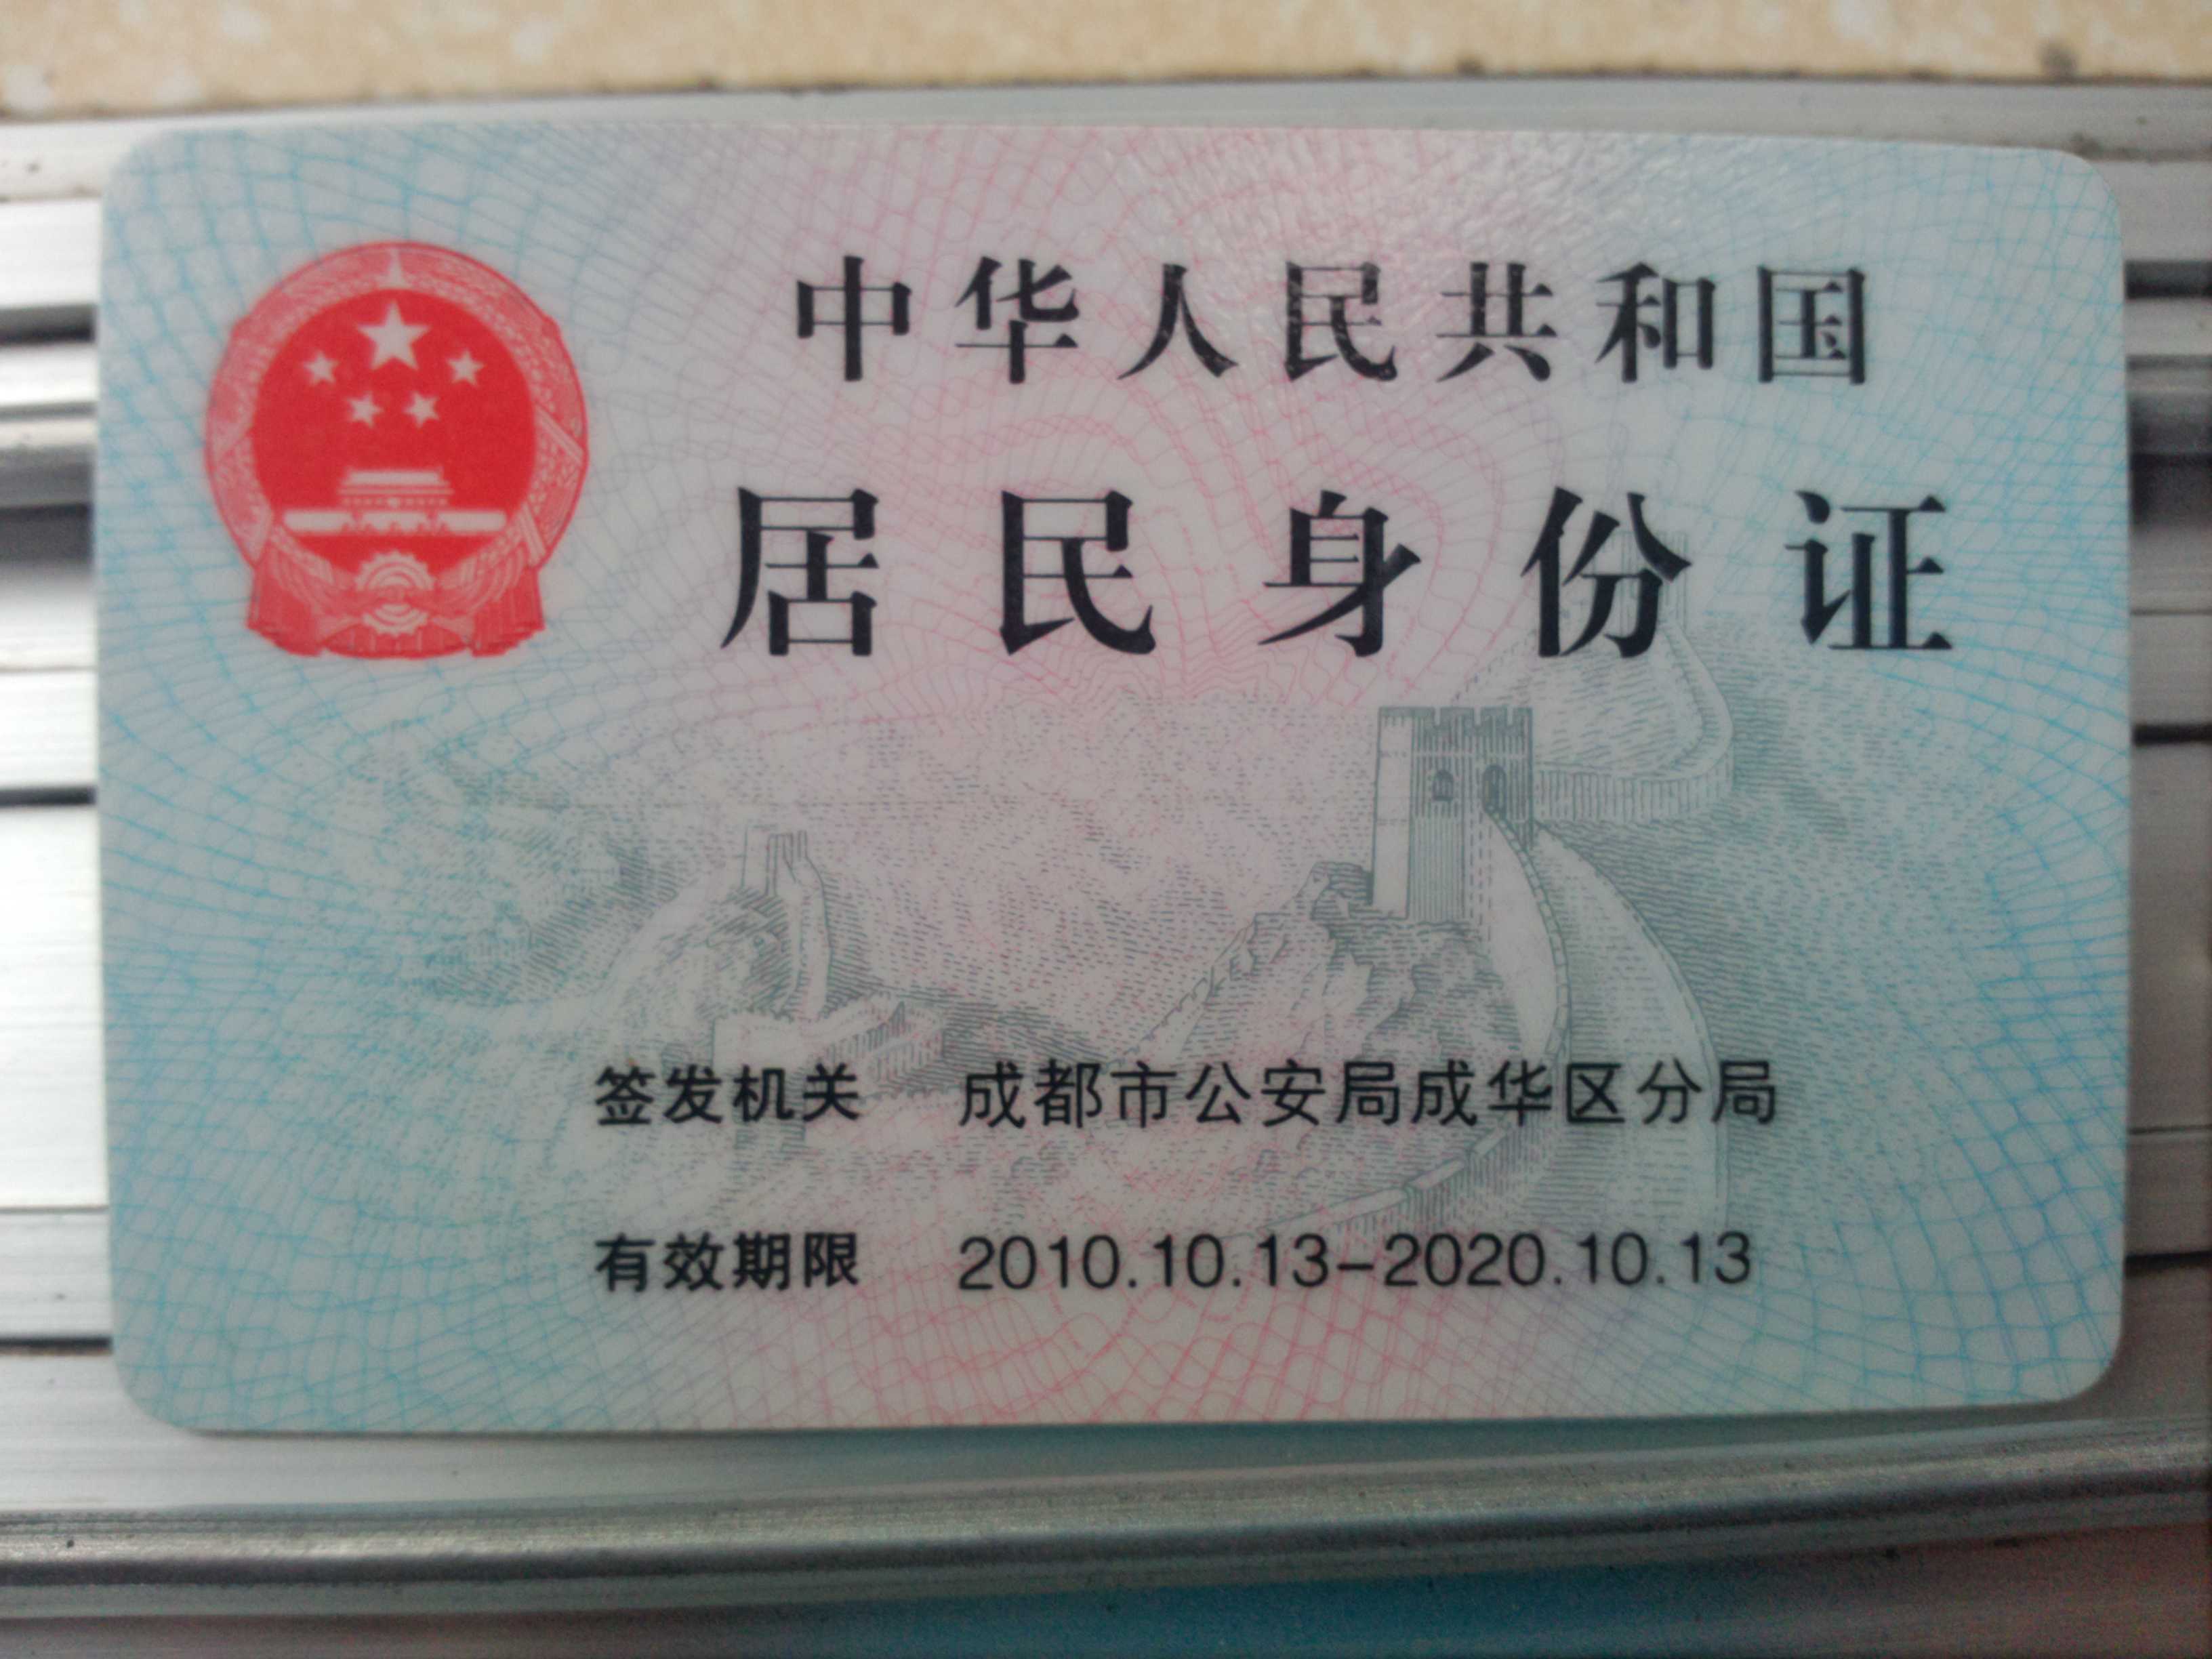 中华人民共和国
居民身份证
签发机关 成都市公安局成华区分局
有效期限 2010.10.13-2020.10.13